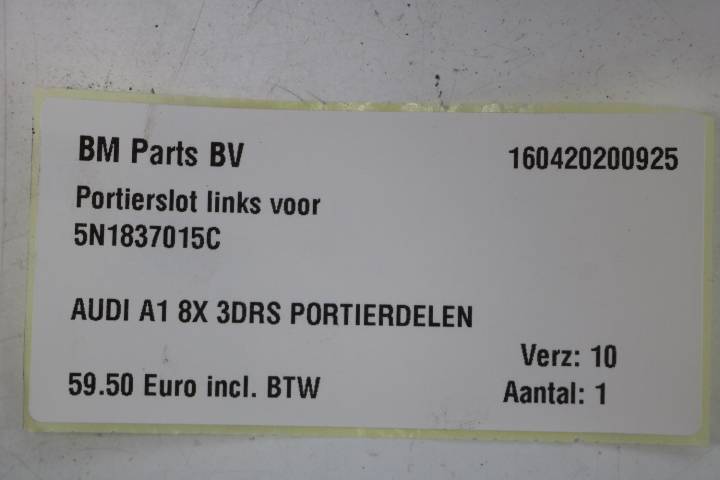 BM Parts BV 160420200925
Portierslot links voor
5N1837015C
AUDI A1 8X 3DRS PORTIERDELEN
Verz: 10
59.50 Euro incl. BTW Aantal: 1